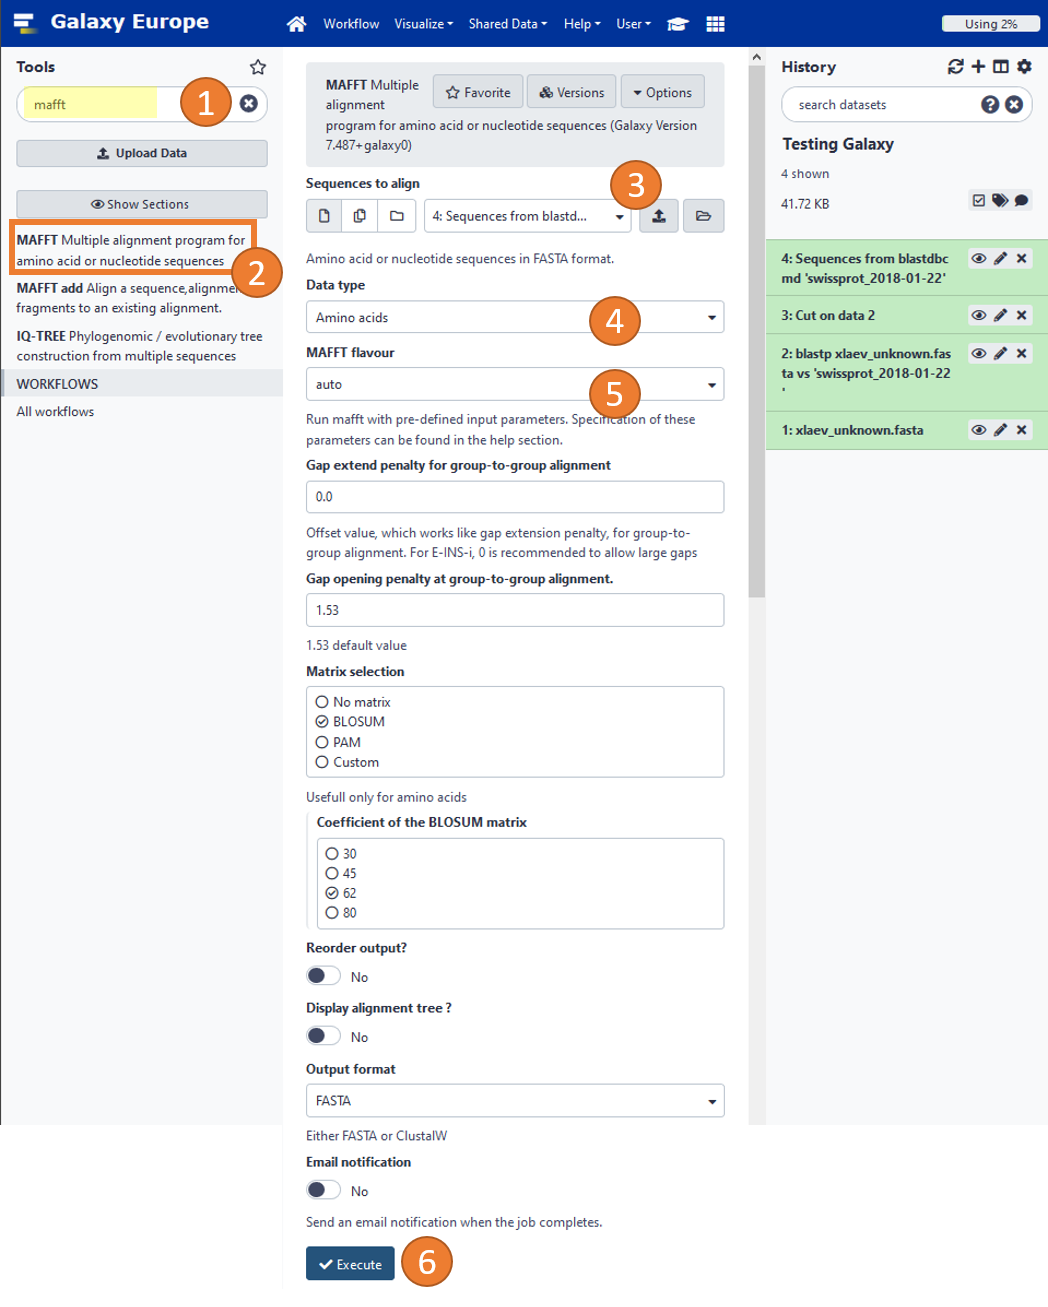 Galaxy Europe
Workflow Visualize Shared Data Help User
Using 2%
Tools
mafft
1
Upload Data
Show Sections
MAFFT Multiple alignment program for
amino acid or nucleotide sequences
2
MAFFT add Align a sequence,alignmen
fragments to an existing alignment.
IQ-TREE Phylogenomic / evolutionary tree
construction from multiple sequences
WORKFLOWS
All workflows
MAFFT Multiple
alignment
program for amino acid or nucleotide sequences (Galaxy Version
7.487+galaxy0)
Favorite
Versions
Options
Sequences to align
3
4: Sequences from blastd...
Amino acid or nucleotide sequences in FASTA format.
Data type
Amino acids
4
MAFFT flavour
auto
5
Run mafft with pre-defined input parameters. Specification of these
parameters can be found in the help section.
Gap extend penalty for group-to-group alignment
0.0
Offset value, which works like gap extension penalty, for group-to-
group alignment. For E-INS-i, 0 is recommended to allow large gaps
Gap opening penalty at group-to-group alignment.
1.53
1.53 default value
Matrix selection
No matrix
BLOSUM
PAM
Custom
Usefull only for amino acids
Coefficient of the BLOSUM matrix
30
45
62
80
Reorder output?
No
Display alignment tree ?
No
Output format
FASTA
Either FASTA or ClustalW
Email notification
No
Send an email notification when the job completes.
Execute
6
History
search datasets
Testing Galaxy
4 shown
41.72 KB
4: Sequences from blastdbc
md 'swissprot_2018-01-22'
3: Cut on data 2
2: blastp xlaev_unknown.fas
ta vs 'swissprot_2018-01-22
'
1: xlaev_unknown.fasta